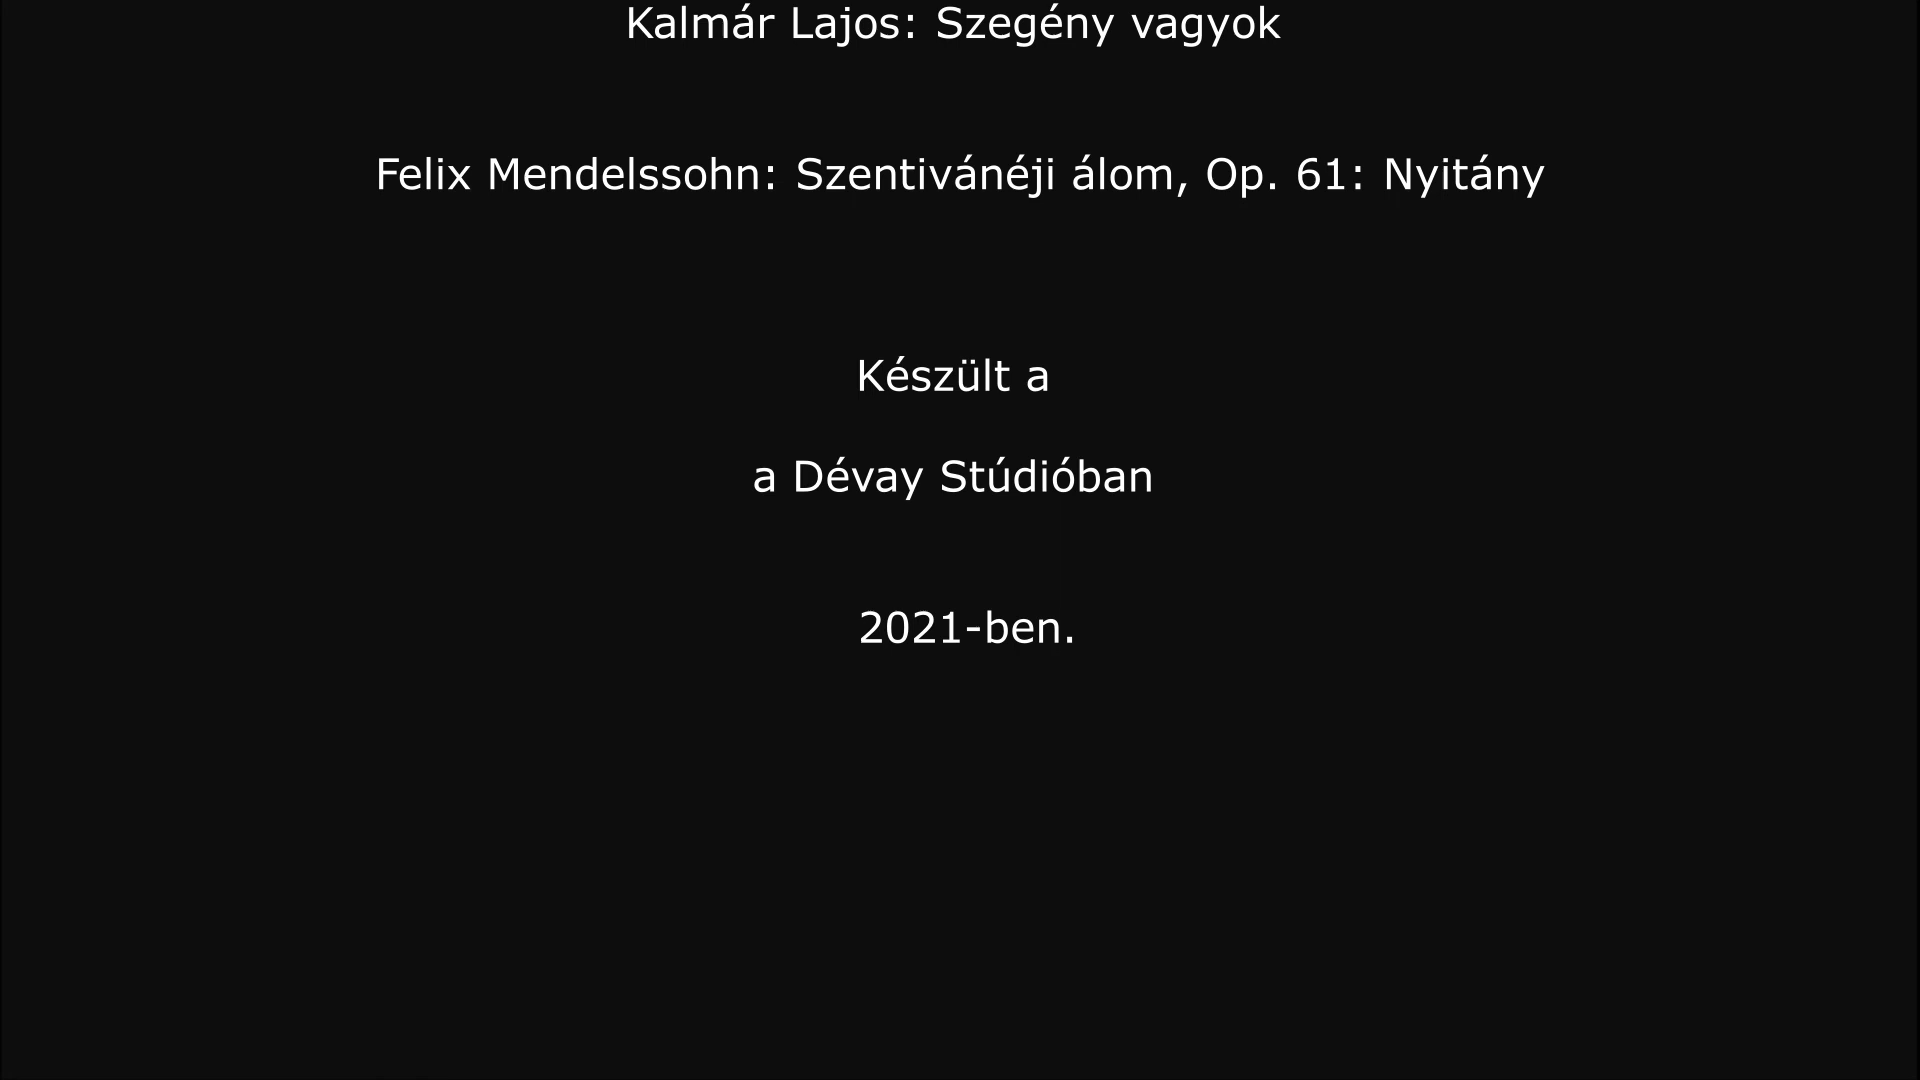 Kalmár Lajos: Szegény vagyok
Felix Mendelssohn: Szentivánéji álom, Op. 61: Nyitány
Készült a
a Dévay Stúdióban
2021-ben.